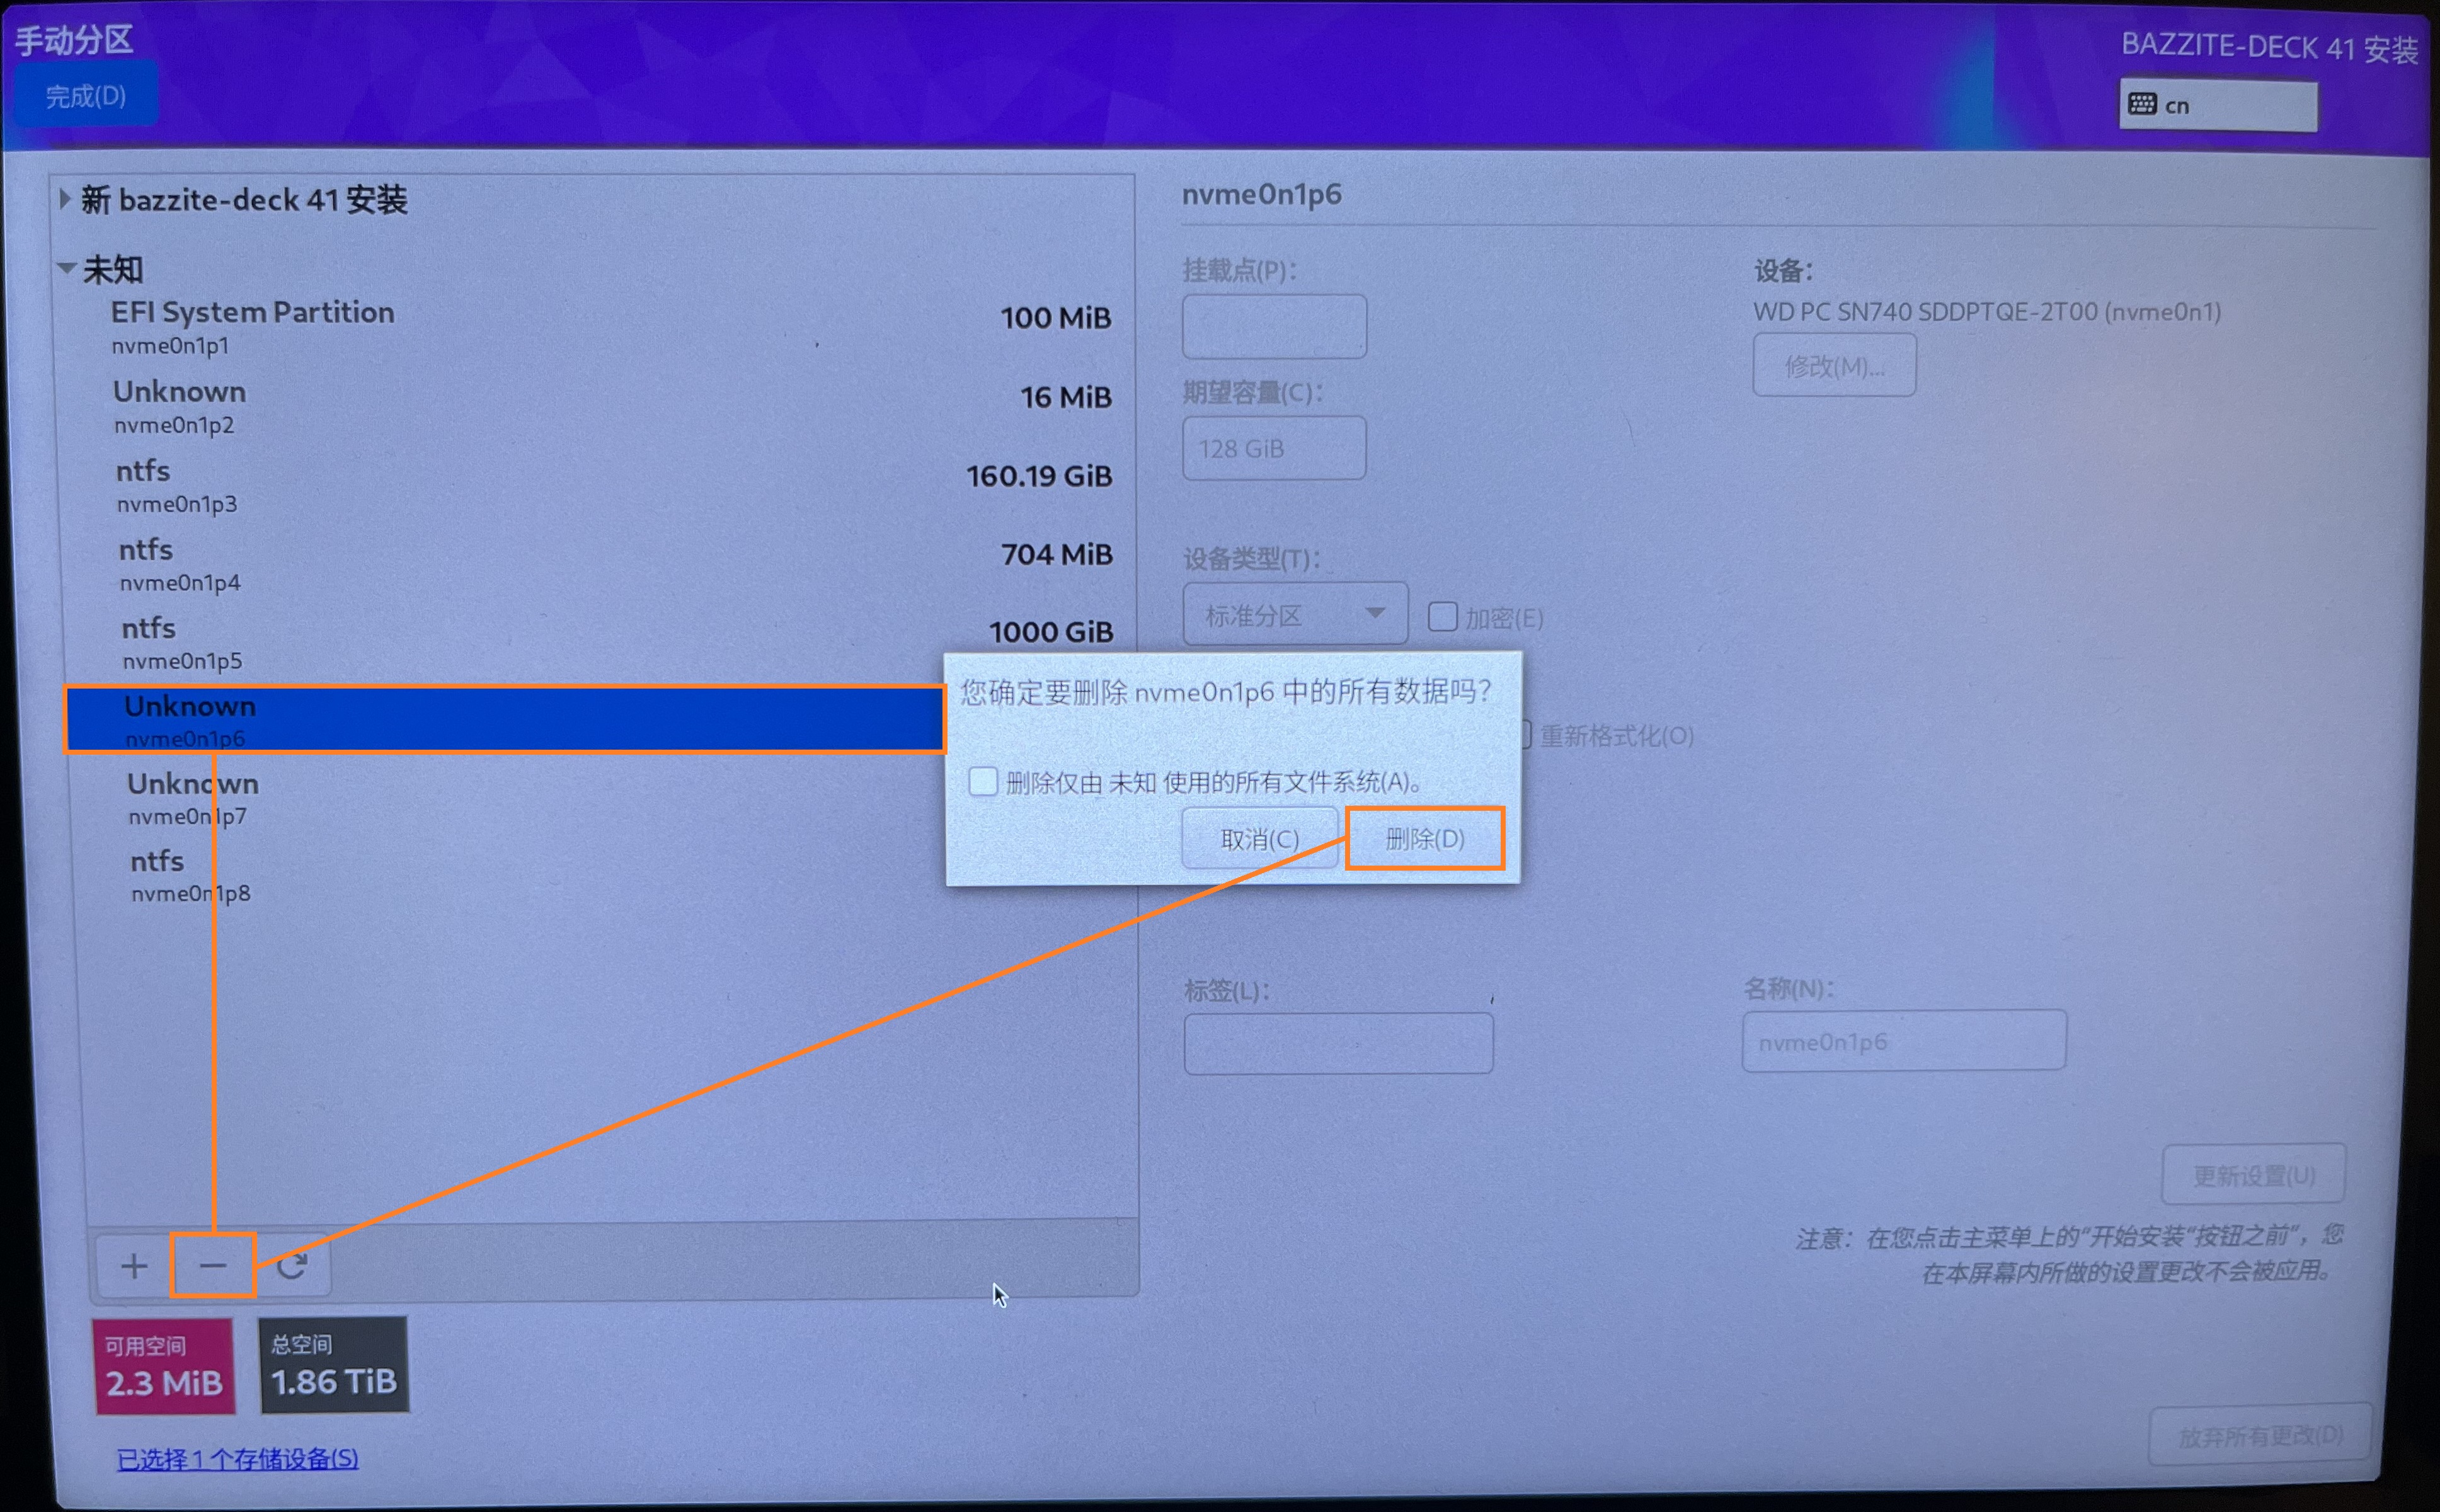 手动分区
BAZZITE-DECK 41 安装
完成(D)
cn
新 bazzite-deck 41 安装
未知
EFI System Partition
100 MiB
nvme0n1p1
Unknown
16 MiB
nvme0n1p2
ntfs
160.19 GiB
nvme0n1p3
ntfs
704 MiB
nvme0n1p4
ntfs
1000 GiB
nvme0n1p5
Unknown
nvme0n1p6
Unknown
nvme0n1p7
ntfs
nvme0n1p8
nvme0n1p6
挂载点(P)：
设备：
WD PC SN740 SDDPTQE-2T00 (nvme0n1)
修改(M)...
期望容量(C)：
128 GiB
设备类型(T)：
标准分区
加密(E)
您确定要删除 nvme0n1p6 中的所有数据吗？
重新格式化(O)
删除仅由 未知 使用的所有文件系统(A)。
取消(C)
删除(D)
标签(L)：
名称(N)：
nvme0n1p6
更新设置(U)
注意：在您点击主菜单上的“开始安装“按钮之前”，您
在本屏幕内所做的设置更改不会被应用。
可用空间
2.3 MiB
总空间
1.86 TiB
已选择 1 个存储设备(S)
放弃所有更改(D)